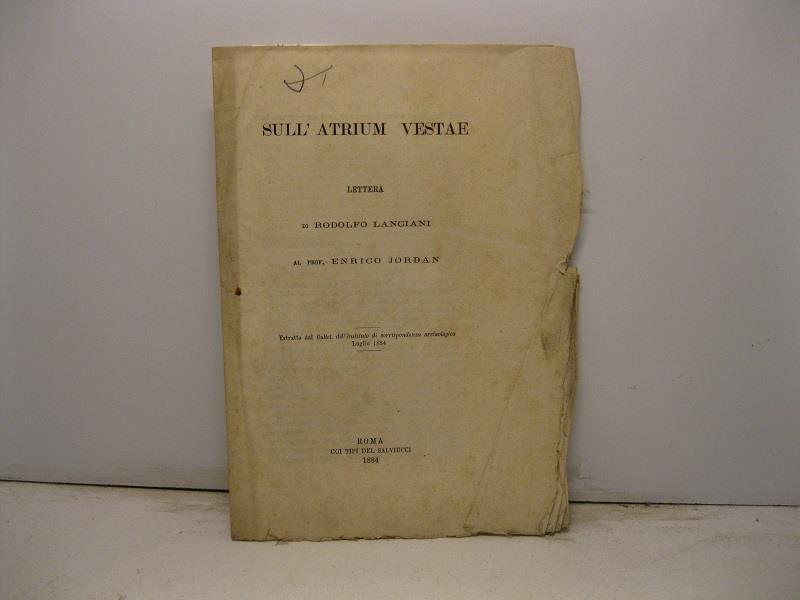 SULL' ATRIUM VESTAE
LETTERA
DI RODOLFO LANCIANI
AL PROF. ENRICO JORDAN
Estratto dal Bullet. dell'Instituto di corrispondenza archeologica
Luglio 1884
ROMA
COI TIPI DEL SALVIUCCI
1884